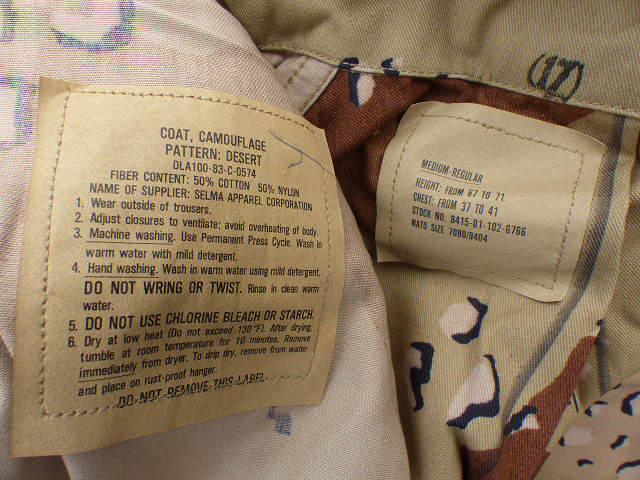 COAT, CAMOUFLAGE
PATTERN: DESERT
DLA100-83-C-0574
FIBER CONTENT: 50% COTTON 50% NYLON
NAME OF SUPPLIER: SELMA APPAREL CORPORATION
1. Wear outside of trousers.
2. Adjust closures to ventilate; avoid overheating of body.
3. Machine washing. Use Permanent Press Cycle. Wash in
warm water with mild detergent.
4. Hand washing. Wash in warm water using mild detergent.
DO NOT WRING OR TWIST. Rinse in clean warm
water.
5. DO NOT USE CHLORINE BLEACH OR STARCH.
6. Dry at low heat (Do not exceed 130°F). After drying,
tumble at room temperature for 10 minutes. Remove
immediately from dryer. To drip dry, remove from water
and place on rust-proof hanger.
DO NOT REMOVE THIS LABEL
(17)
MEDIUM-REGULAR
HEIGHT: FROM 67 TO 71
CHEST: FROM 37 TO 41
STOCK NO. 8415-01-102-6766
NATO SIZE 7080/9404